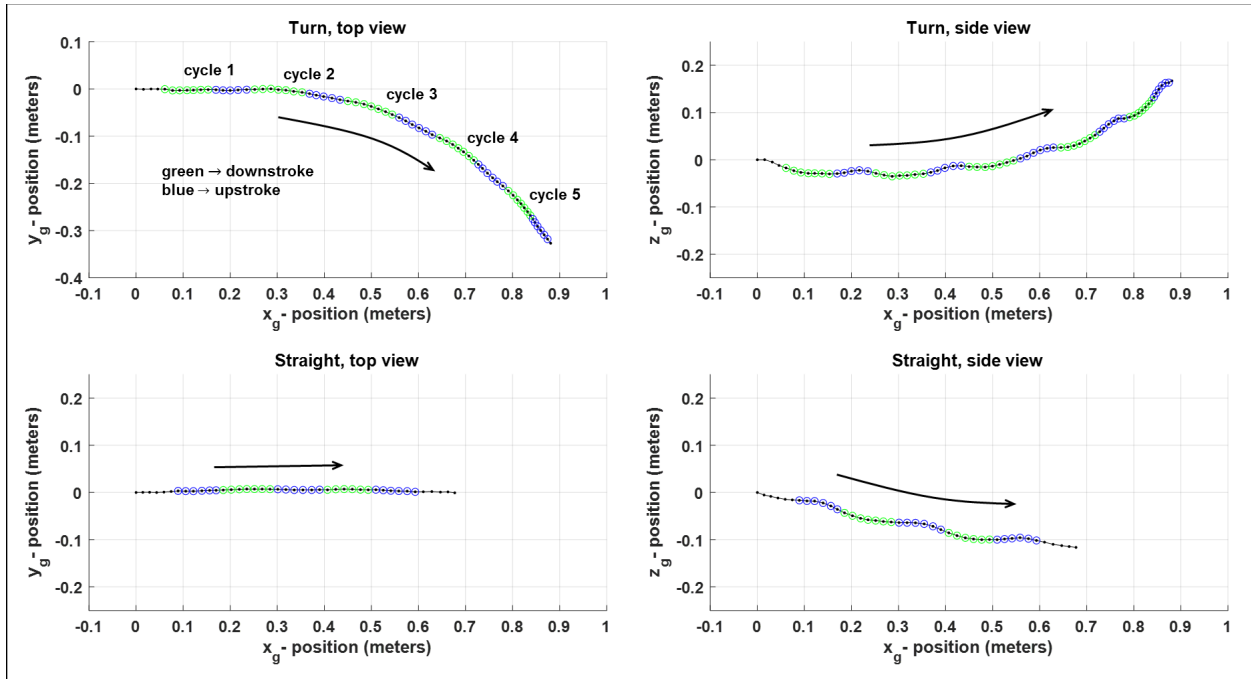 Turn, top view
0.1
0
-0.1
-0.2
-0.3
-0.4
y_g- position (meters)
cycle 1
cycle 2
cycle 3
cycle 4
cycle 5
green → downstroke
blue → upstroke
-0.1 0 0.1 0.2 0.3 0.4 0.5 0.6 0.7 0.8 0.9 1
x_g- position (meters)
Turn, side view
0.2
0.1
0
-0.1
-0.2
z_g- position (meters)
-0.1 0 0.1 0.2 0.3 0.4 0.5 0.6 0.7 0.8 0.9 1
x_g- position (meters)
Straight, top view
0.2
0.1
0
-0.1
-0.2
y_g- position (meters)
-0.1 0 0.1 0.2 0.3 0.4 0.5 0.6 0.7 0.8 0.9 1
x_g- position (meters)
Straight, side view
0.2
0.1
0
-0.1
-0.2
z_g- position (meters)
-0.1 0 0.1 0.2 0.3 0.4 0.5 0.6 0.7 0.8 0.9 1
x_g- position (meters)